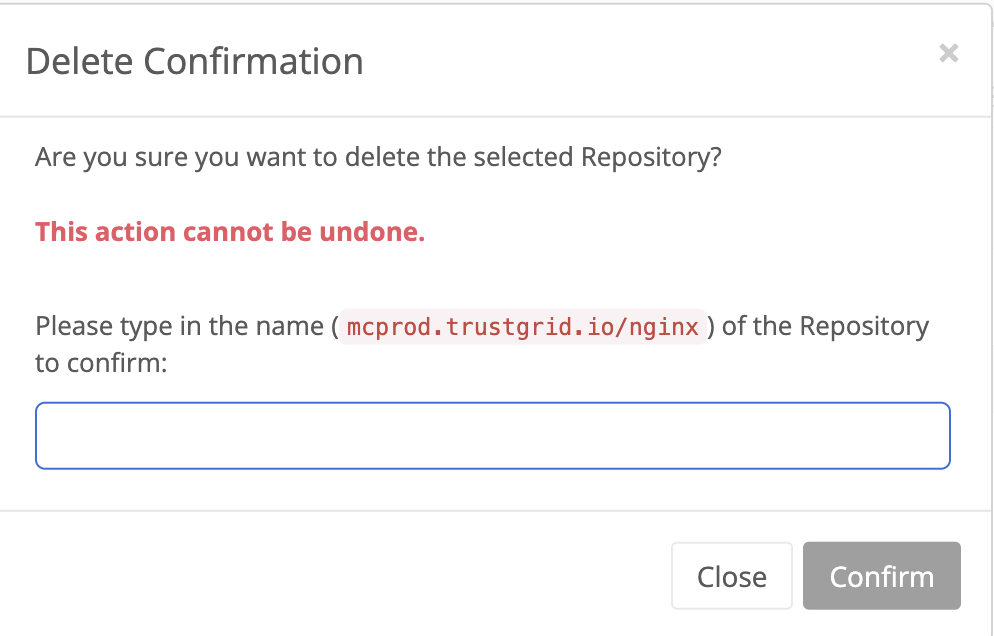 Delete Confirmation
×
Are you sure you want to delete the selected Repository?
This action cannot be undone.
Please type in the name (mcprod.trustgrid.io/nginx) of the Repository
to confirm:
Close
Confirm